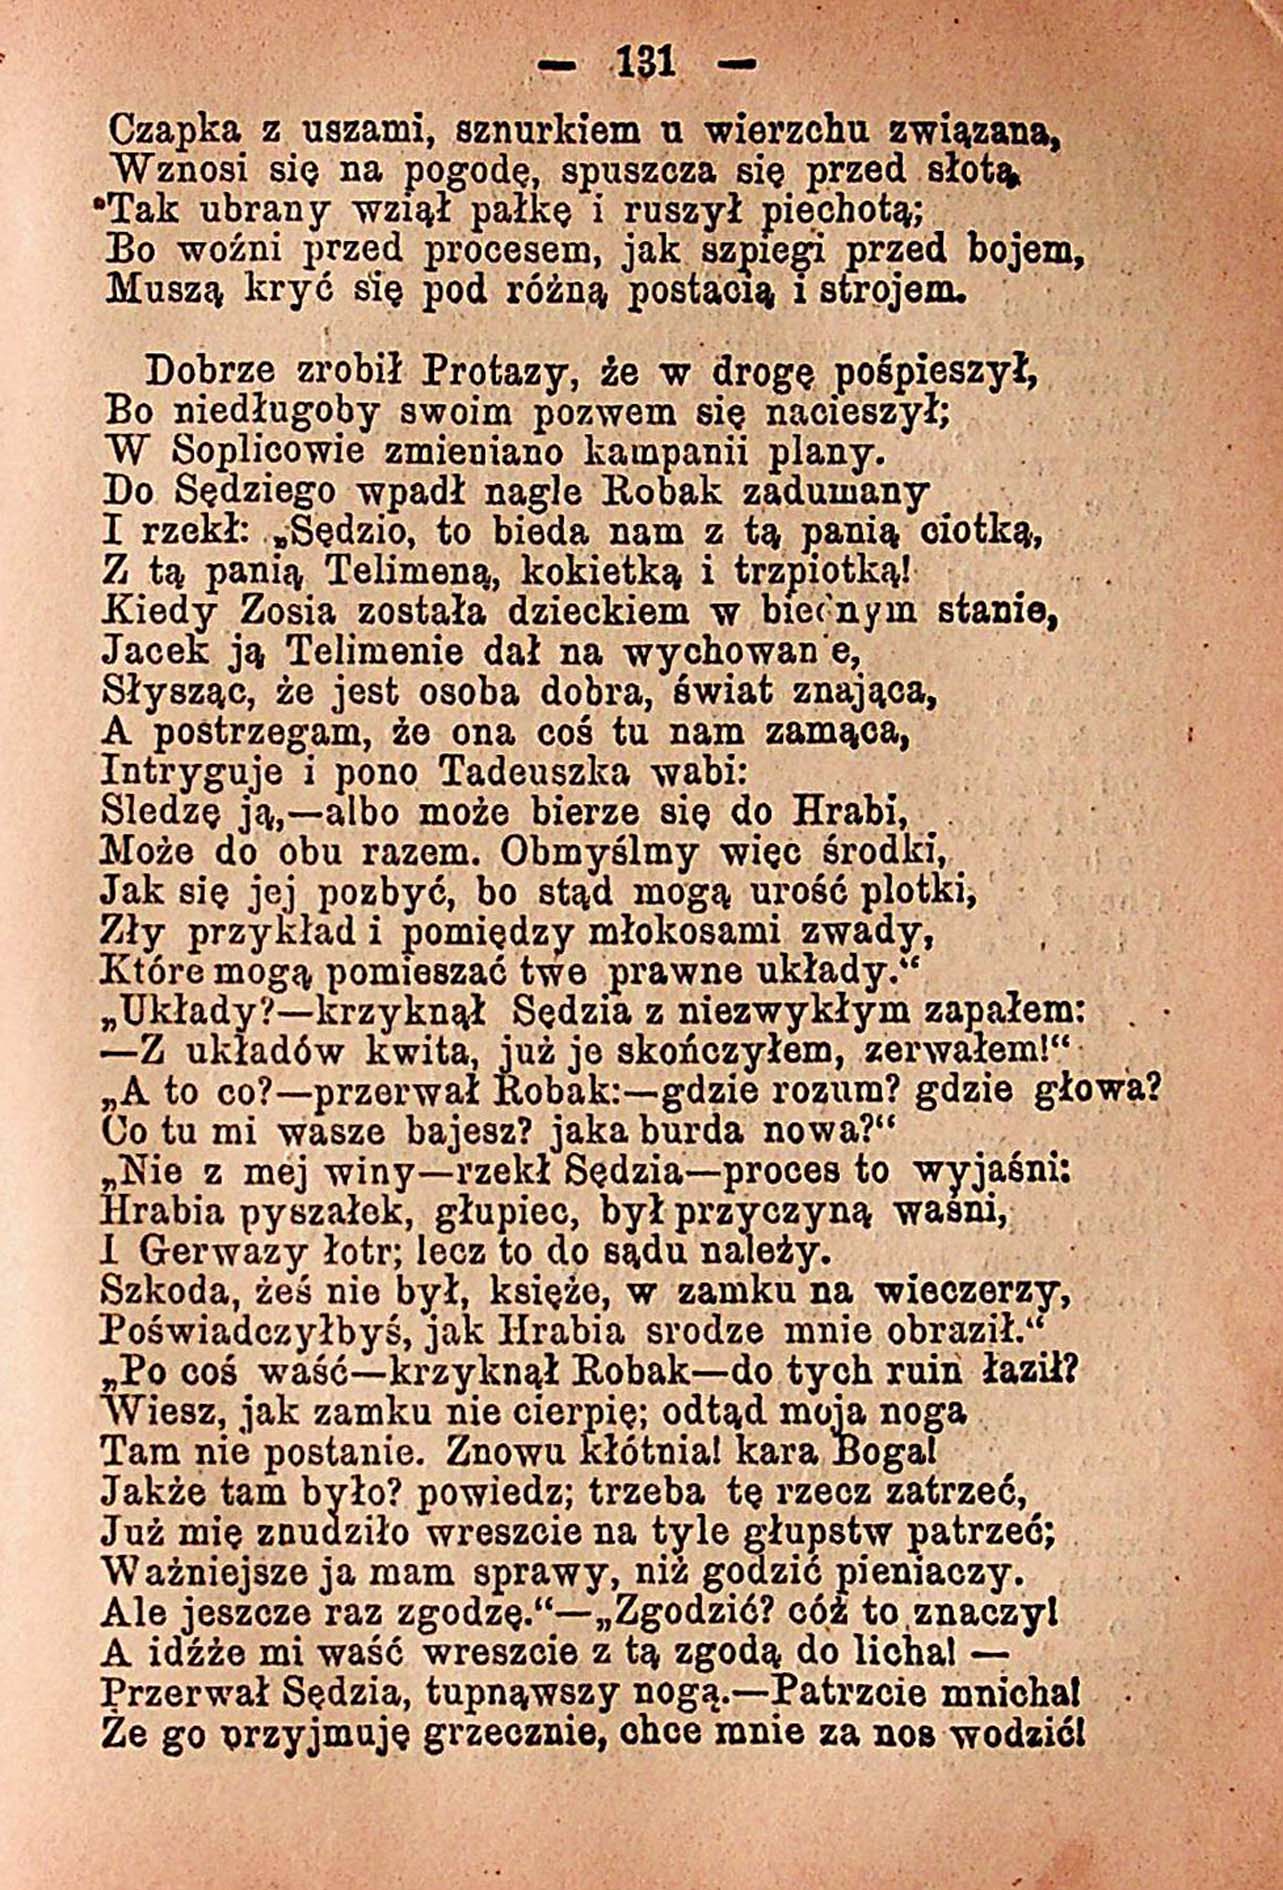 — 131 —
Czapka z uszami, sznurkiem u wierzchu związana,
Wznosi się na pogodę, spuszcza się przed słotą.
Tak ubrany wziął pałkę i ruszył piechotą;
Bo woźni przed procesem, jak szpiegi przed bojem,
Muszą kryć się pod różną postacią i strojem.
Dobrze zrobił Protazy, że w drogę pośpieszył,
Bo niedługoby swoim pozwem się nacieszył;
W Soplicowie zmieniano kampanii plany.
Do Sędziego wpadł nagle Robak zadumany
I rzekł: „Sędzio, to bieda nam z tą panią ciotką,
Z tą panią Telimeną, kokietką i trzpiotką!
Kiedy Zosia została dzieckiem w biednym stanie,
Jacek ją Telimenie dał na wychowan e,
Słysząc, że jest osoba dobra, świat znająca,
A postrzegam, że ona coś tu nam zamąca,
Intryguje i pono Tadeuszka wabi:
Sledzę ją,—albo może bierze się do Hrabi,
Może do obu razem. Obmyślmy więc środki,
Jak się jej pozbyć, bo stąd mogą urość plotki,
Zły przykład i pomiędzy młokosami zwady,
Które mogą pomieszać twe prawne układy.“
„Układy?—krzyknął Sędzia z niezwykłym zapałem:
—Z układów kwita, już je skończyłem, zerwałem!“
„A to co?—przerwał Robak:—gdzie rozum? gdzie głowa?
Co tu mi wasze bajesz? jaka burda nowa?“
„Nie z mej winy—rzekł Sędzia—proces to wyjaśni:
Hrabia pyszałek, głupiec, był przyczyną waśni,
I Gerwazy łotr; lecz to do sądu należy.
Szkoda, żeś nie był, księże, w zamku na wieczerzy,
Poświadczyłbyś, jak Hrabia srodze mnie obraził.“
„Po coś waść—krzyknął Robak—do tych ruin łaził?
Wiesz, jak zamku nie cierpię; odtąd moja noga
Tam nie postanie. Znowu kłótnia! kara Boga!
Jakże tam było? powiedz; trzeba tę rzecz zatrzeć,
Już mię znudziło wreszcie na tyle głupstw patrzeć;
Ważniejsze ja mam sprawy, niż godzić pieniaczy.
Ale jeszcze raz zgodzę.“—„Zgodzić? cóż to znaczy!
A idźże mi waść wreszcie z tą zgodą do licha! —
Przerwał Sędzia, tupnąwszy nogą.—Patrzcie mnicha!
Że go przyjmuję grzecznie, chce mnie za nos wodzić!